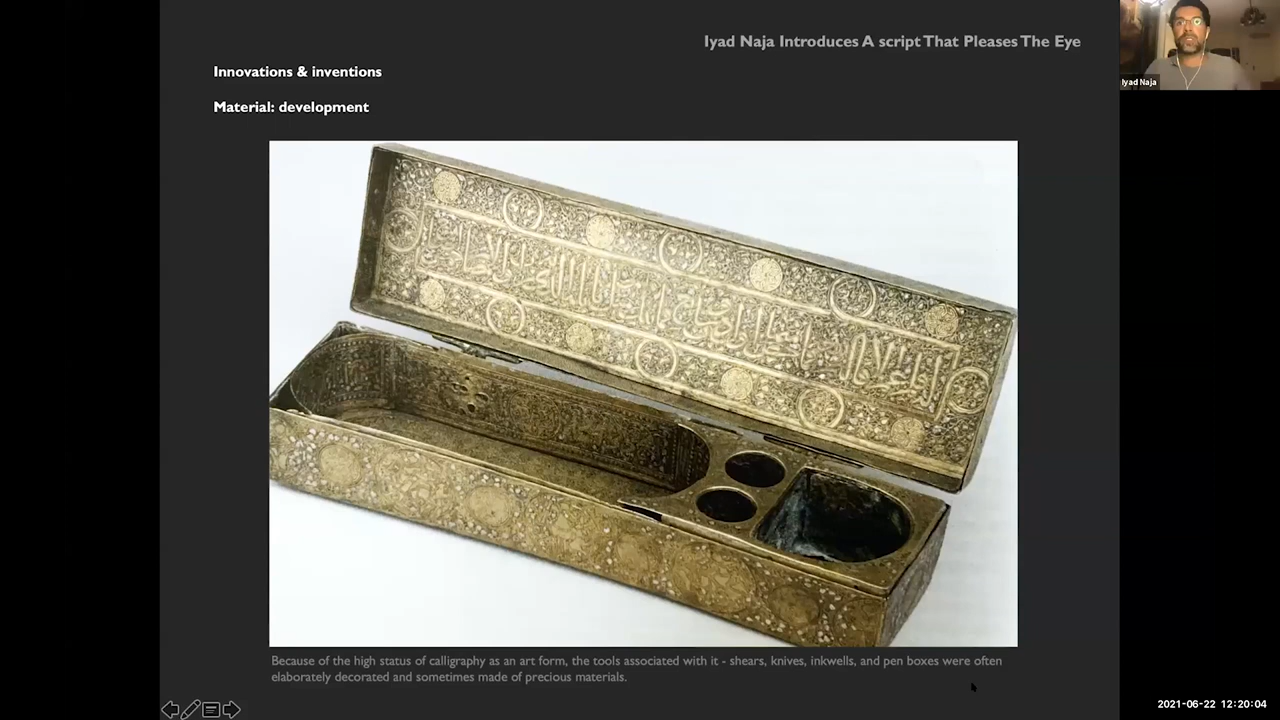 Iyad Naja Introduces A script That Pleases The Eye
Innovations & inventions
Material: development
Iyad Naja
Because of the high status of calligraphy as an art form, the tools associated with it - shears, knives, inkwells, and pen boxes were often
elaborately decorated and sometimes made of precious materials.
2021-06-22 12:20:04